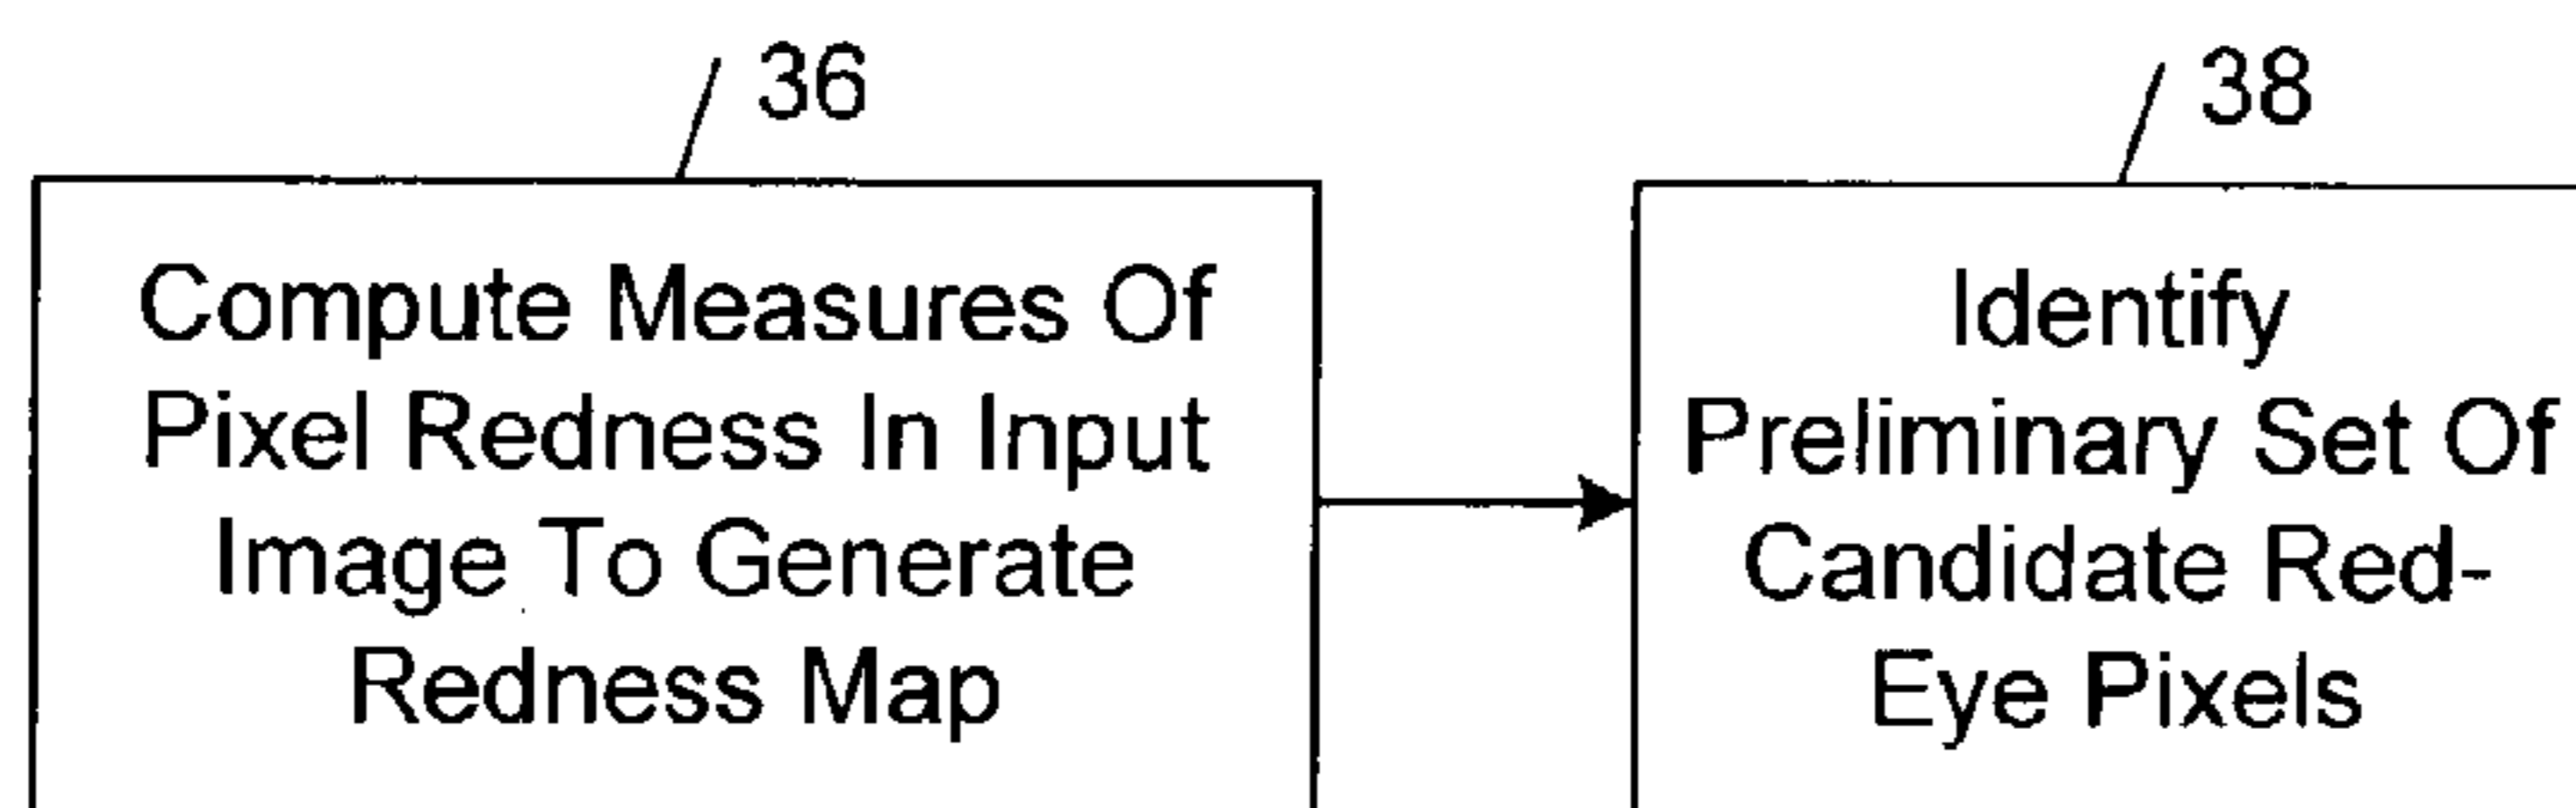 36
Compute Measures Of
Pixel Redness In Input
Image To Generate
Redness Map
38
Identify
Preliminary Set Of
Candidate Red-
Eye Pixels